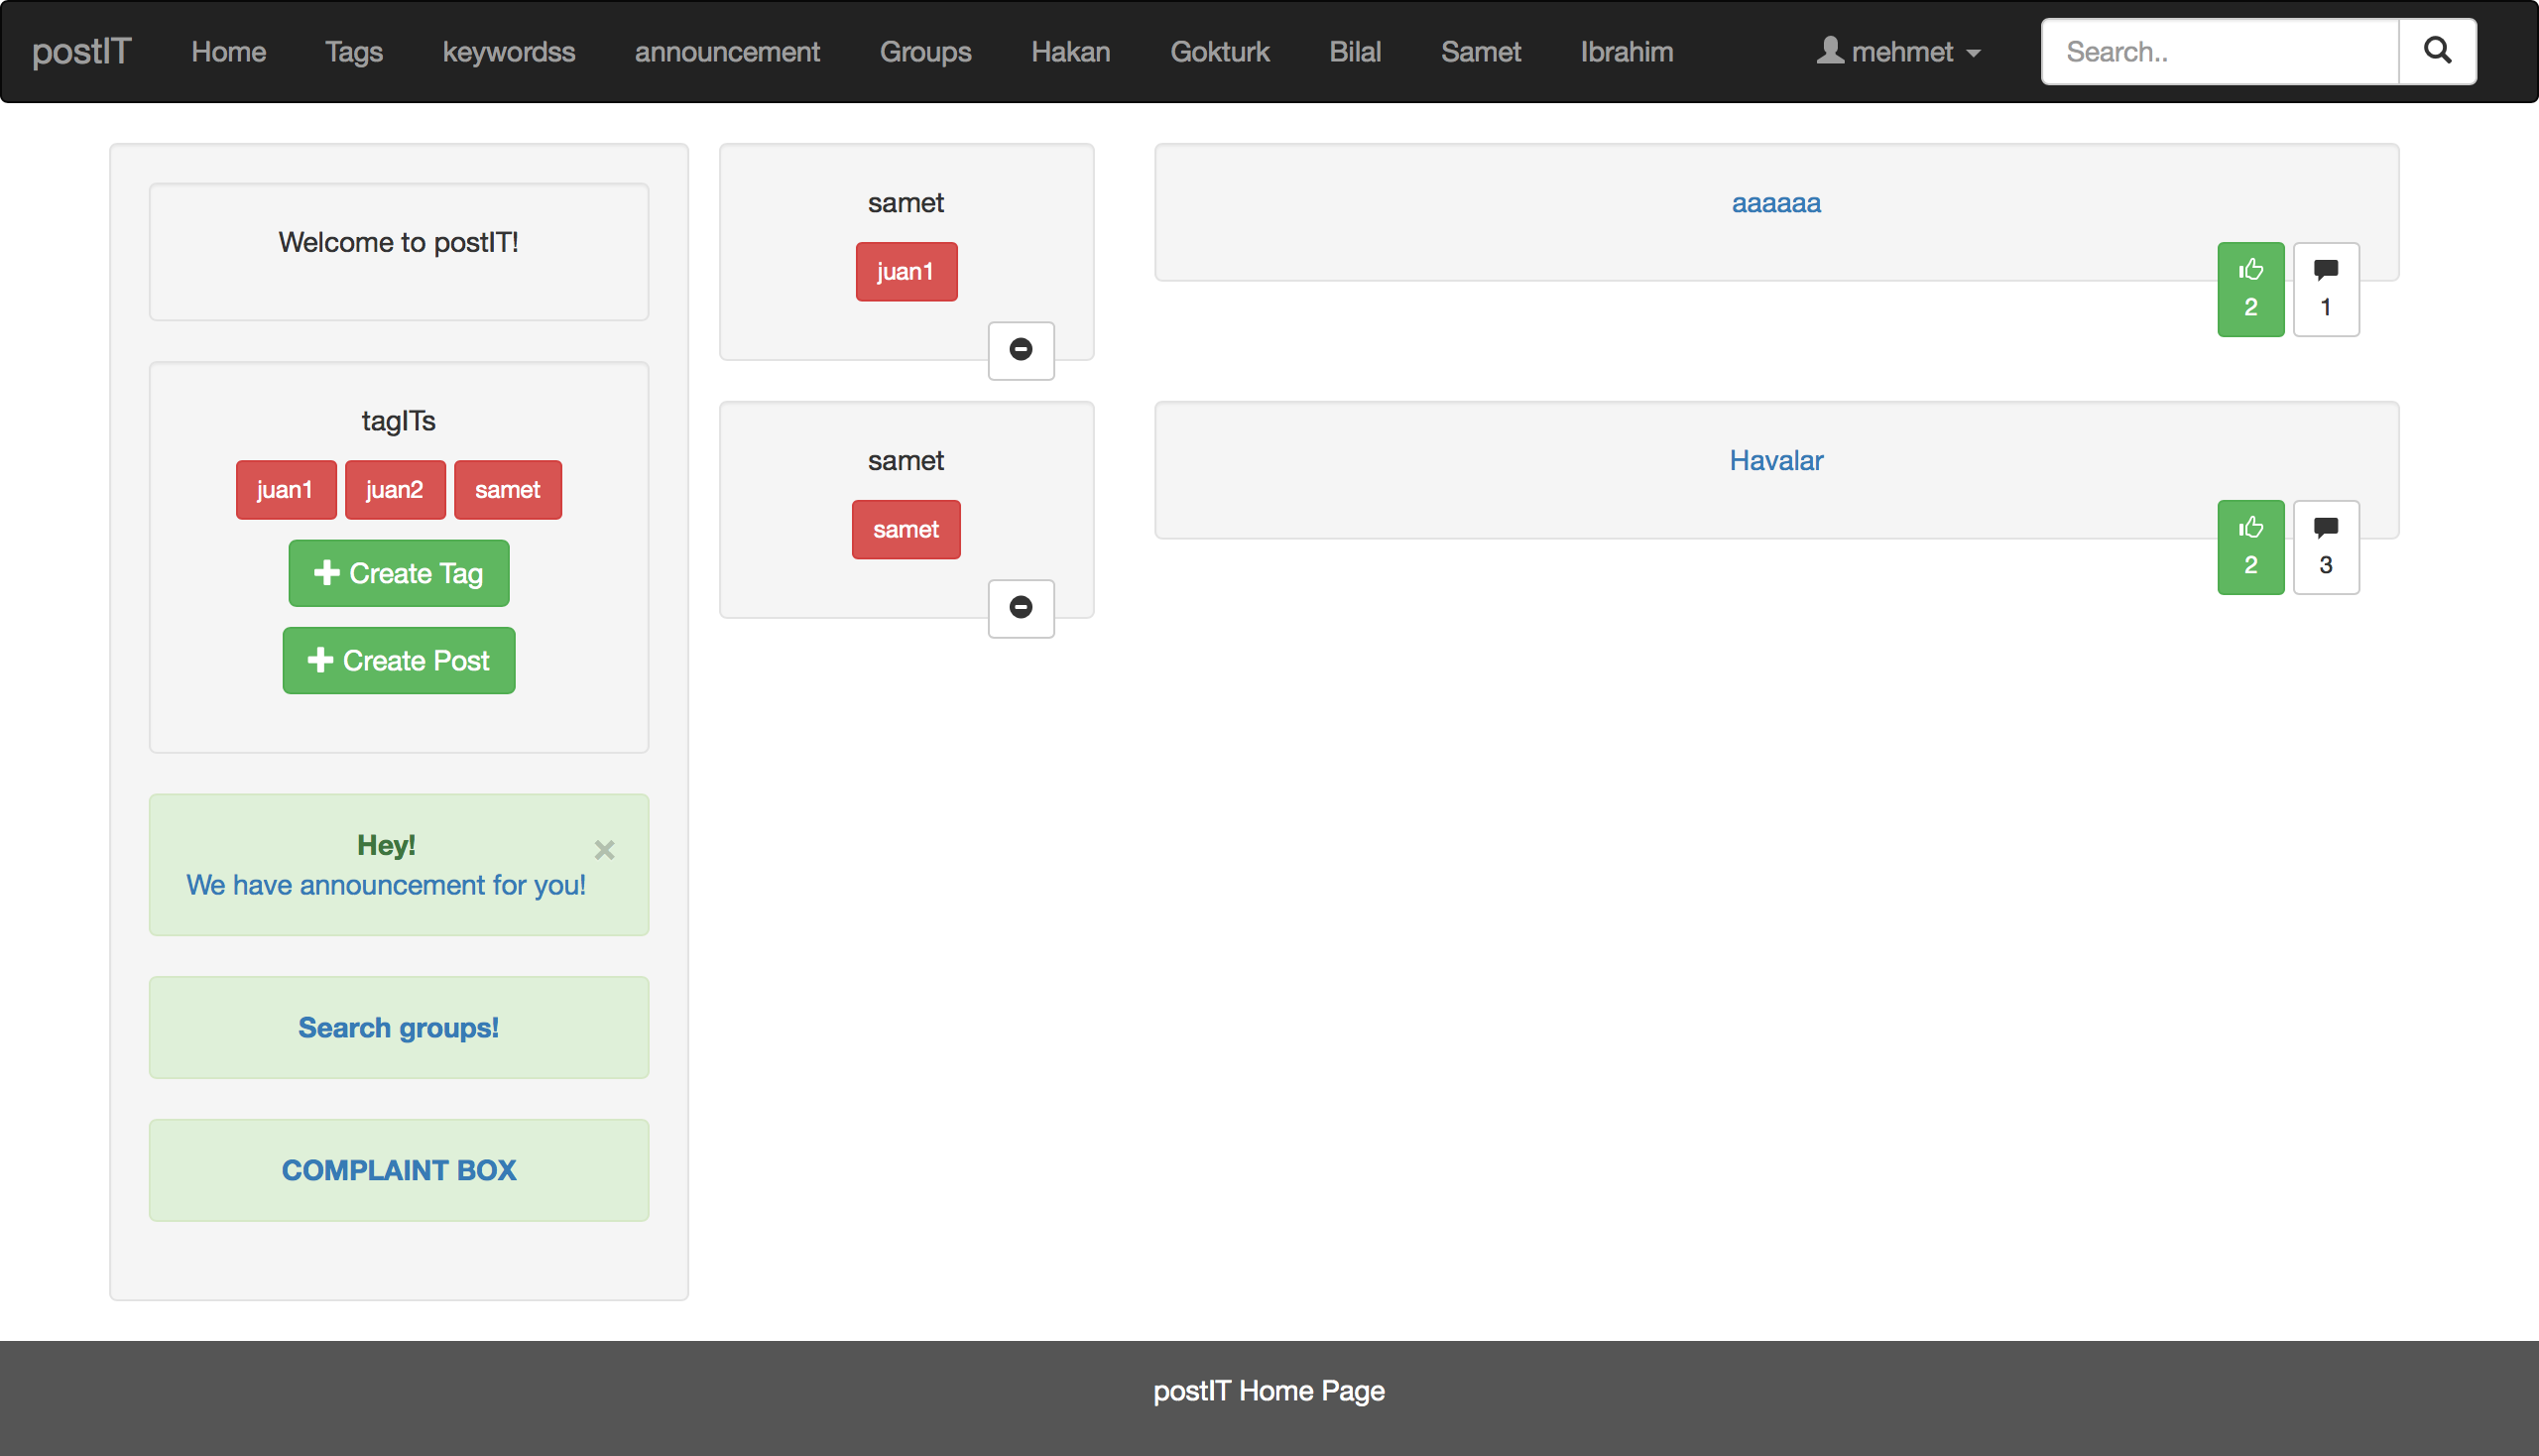 postIT Home Tags keywordss announcement Groups Hakan Gokturk Bilal Samet Ibrahim mehmet Search..
Welcome to postIT!
tagITs
juan1 juan2 samet
Create Tag
Create Post
Hey!
×
We have announcement for you!
Search groups!
COMPLAINT BOX
samet
juan1
aaaaaa
2 1
samet
samet
Havalar
2 3
postIT Home Page